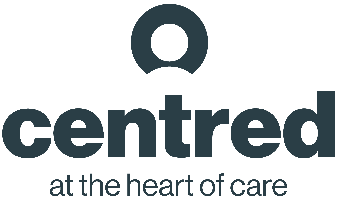 centred
at the heart of care